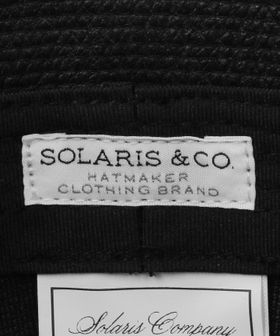 SOLARIS & CO.
HATMAKER
CLOTHING BRAND
Solaris Company